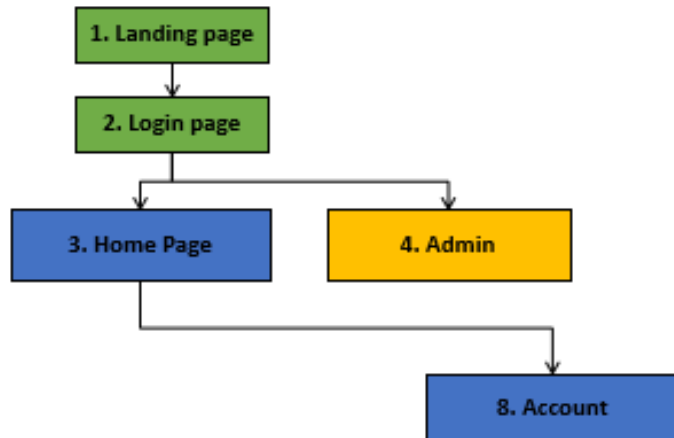 1. Landing page
2. Login page
3. Home Page
4. Admin
8. Account